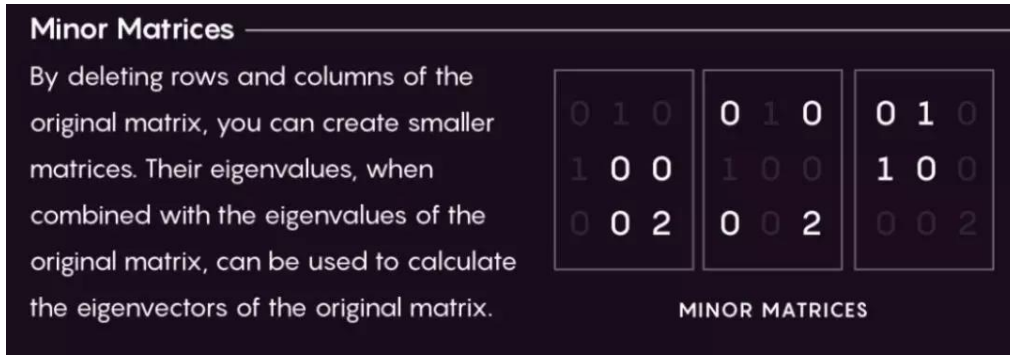 Minor Matrices
By deleting rows and columns of the
original matrix, you can create smaller
matrices. Their eigenvalues, when
combined with the eigenvalues of the
original matrix, can be used to calculate
the eigenvectors of the original matrix.
0 1 0 0 1 0 0 1 0
1 0 0 1 0 0 1 0 0
0 0 2 0 0 2 0 0 2
MINOR MATRICES